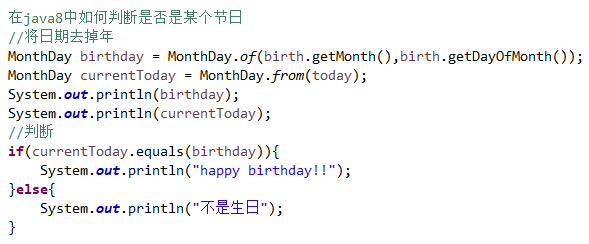 在java8中如何判断是否是某个节日
//将日期去掉年
MonthDay birthday = MonthDay.of(birth.getMonth(),birth.getDayOfMonth());
MonthDay currentToday = MonthDay.from(today);
System.out.println(birthday);
System.out.println(currentToday);
//判断
if(currentToday.equals(birthday)){
    System.out.println("happy birthday!!");
}else{
    System.out.println("不是生日");
}